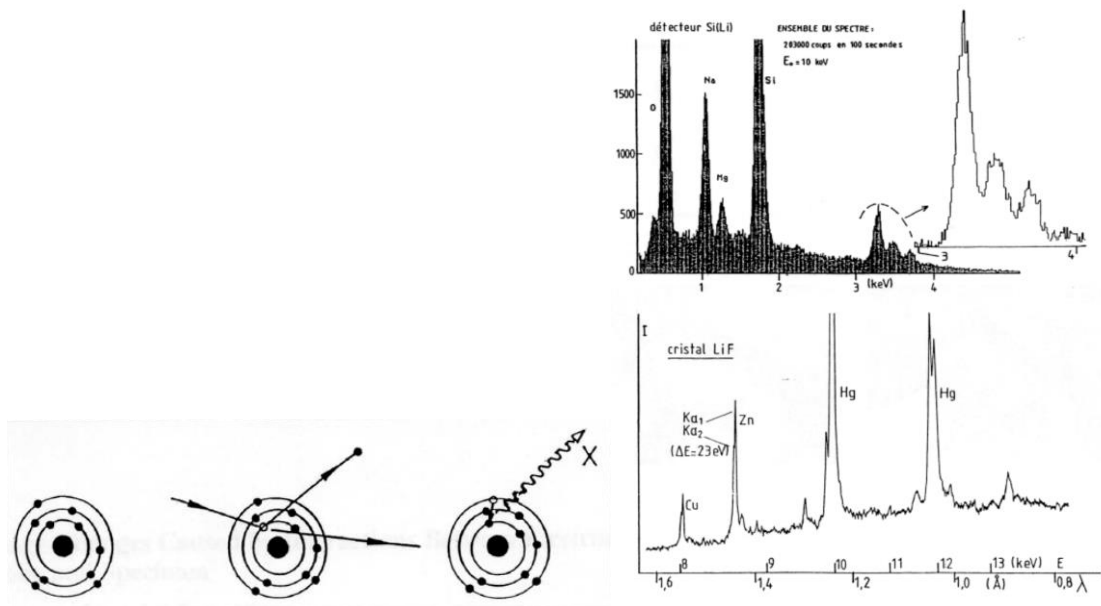 détecteur Si(Li)
ENSEMBLE DU SPECTRE:
203000 coups en 100 secondes
E₀ = 10 keV
1500
1000
500
0
O
Na
Mg
Si
1
2
3
4
(keV)
3
4
I
cristal LiF
Kα₁
Kα₂
(ΔE=23eV)
Zn
Cu
Hg
Hg
8
9
10
11
12
13 (keV) E
1,6
1,4
1,2
1,0
(Å)
0,8 λ
X